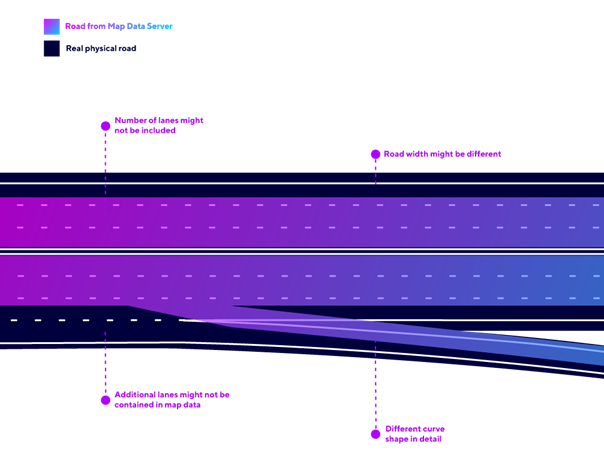 Road from Map Data Server
Real physical road
Number of lanes might
not be included
Road width might be different
Additional lanes might not be
contained in map data
Different curve
shape in detail